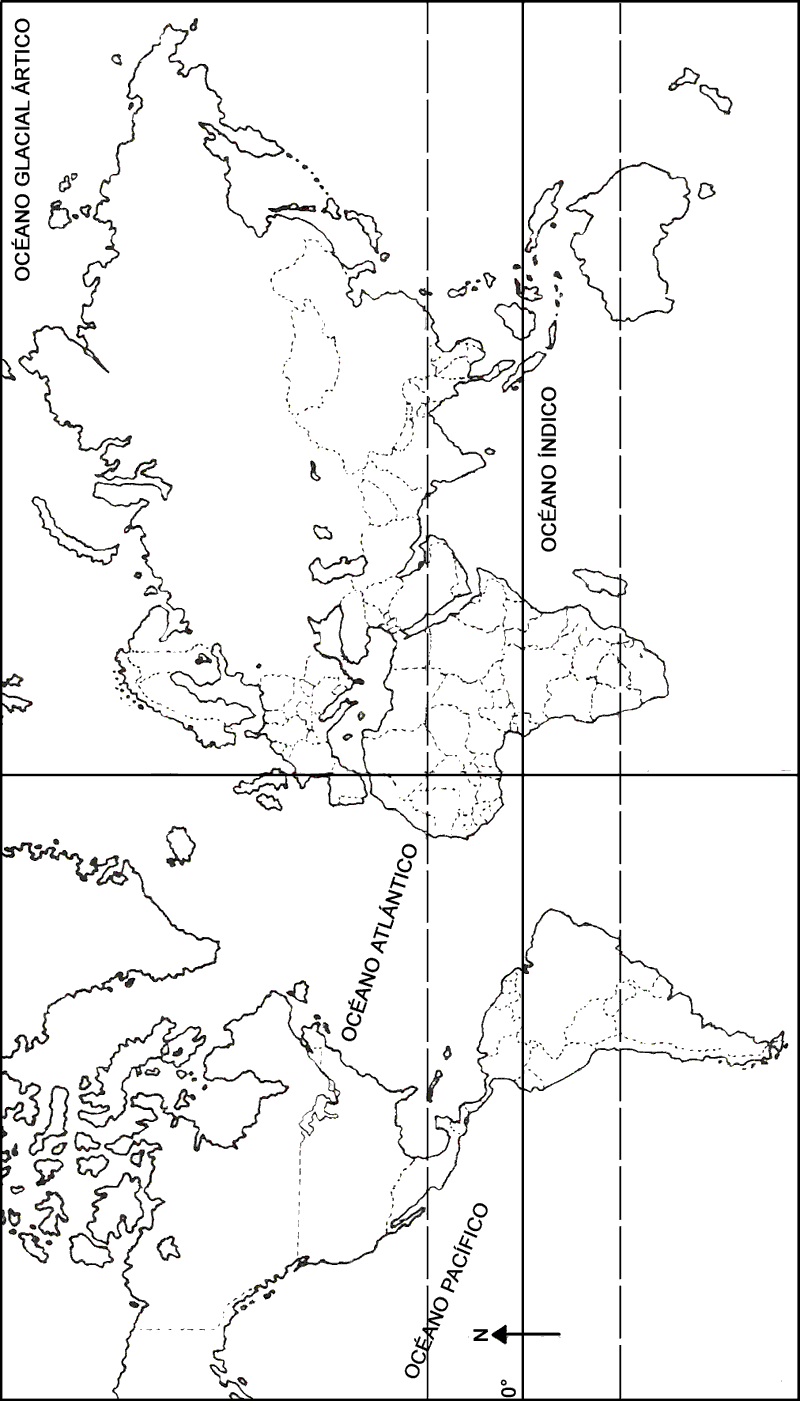 OCÉANO GLACIAL ÁRTICO
OCÉANO ATLÁNTICO
OCÉANO PACÍFICO
OCÉANO ÍNDICO
N
0°